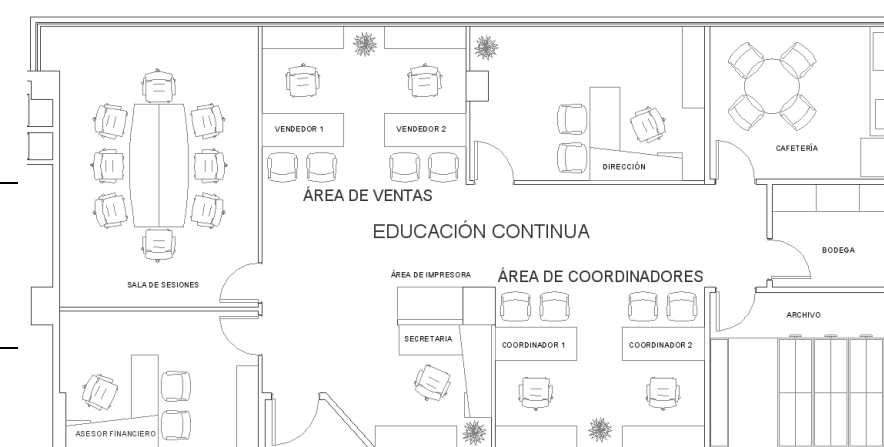 VENDEDOR 1
VENDEDOR 2
CAFETERÍA
DIRECCIÓN
ÁREA DE VENTAS
EDUCACIÓN CONTINUA
BODEGA
ÁREA DE IMPRESORA
ÁREA DE COORDINADORES
SALA DE SESIONES
ARCHIVO
SECRETARIA
COORDINADOR 1
COORDINADOR 2
ASESOR FINANCIERO